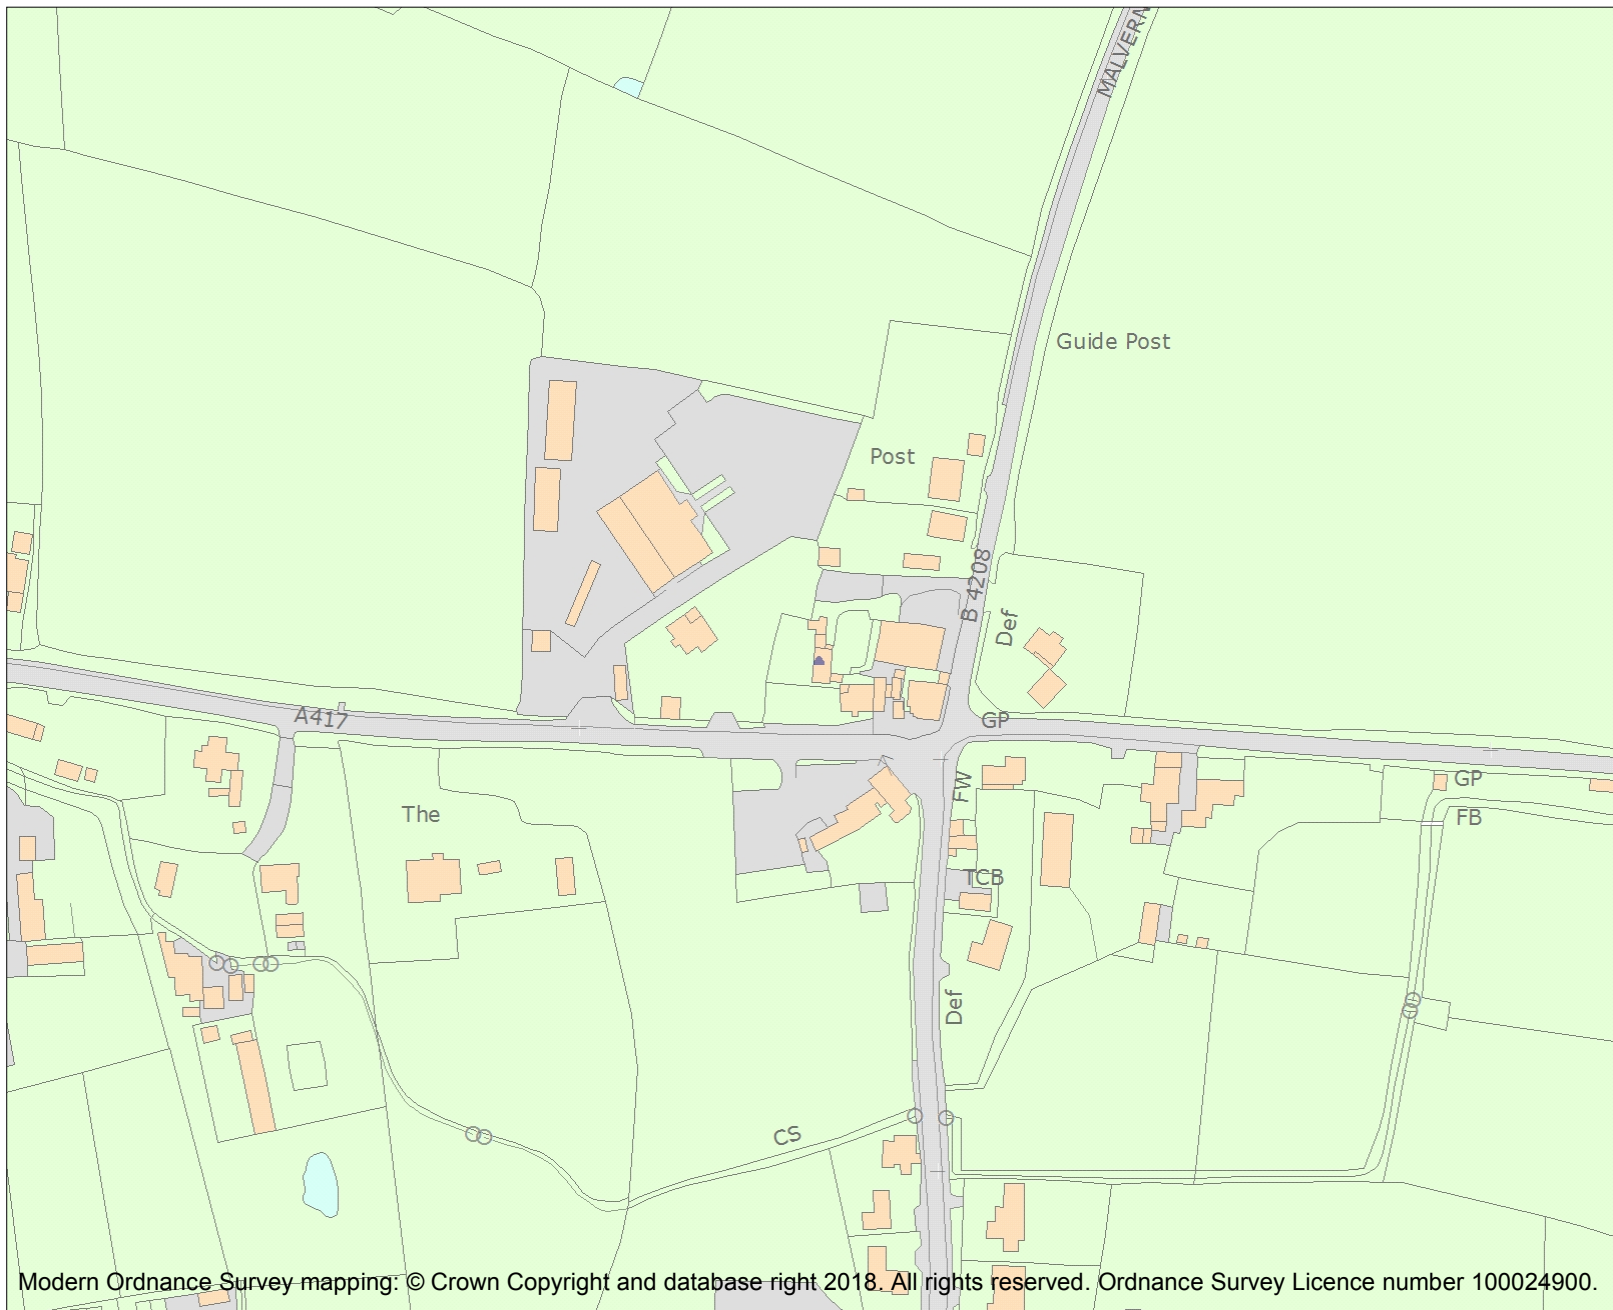 MALVERN
Guide Post
Post
B 4208
Def
A417
GP
GP
The
FW
FB
TCB
Def
CS
Modern Ordnance Survey mapping: © Crown Copyright and database right 2018. All rights reserved. Ordnance Survey Licence number 100024900.